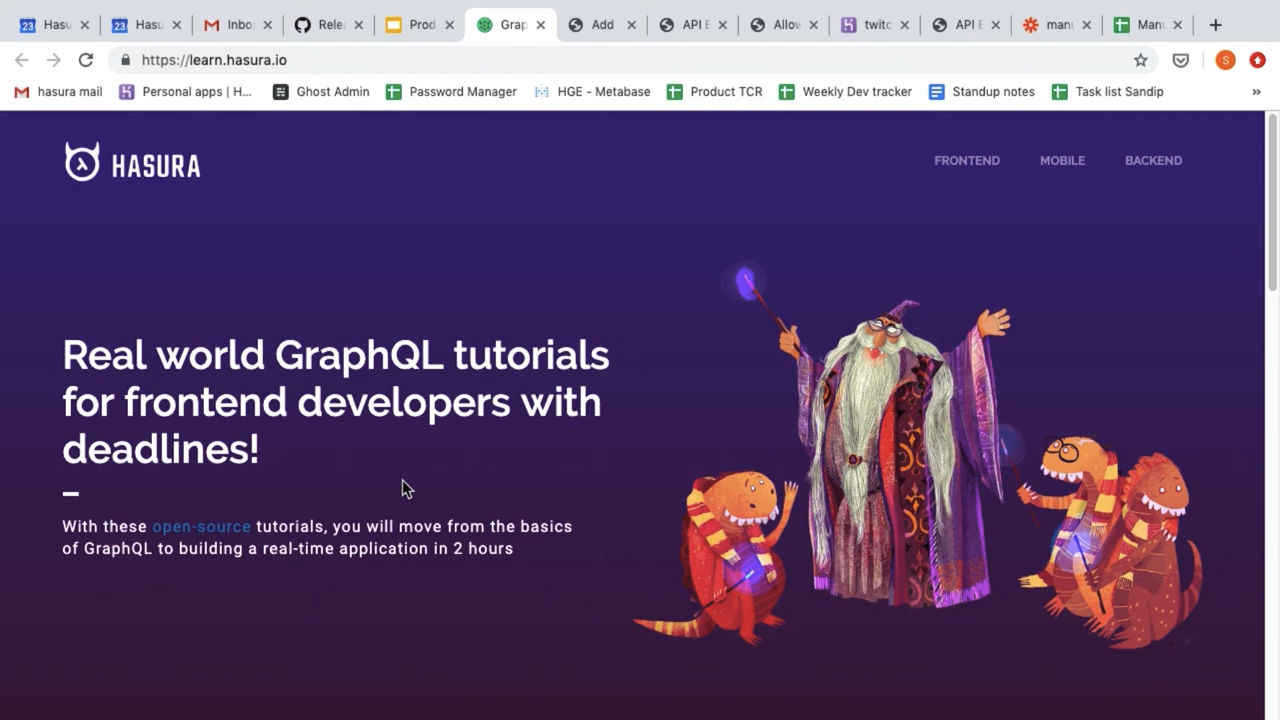 Hasu
Hasu
Inbo
Rele
Prod
Grap
Add
API E
Allow
twitc
API E
man
Manu
https://learn.hasura.io
S
hasura mail
Personal apps | H...
Ghost Admin
Password Manager
HGE - Metabase
Product TCR
Weekly Dev tracker
Standup notes
Task list Sandip
»
HASURA
FRONTEND
MOBILE
BACKEND
Real world GraphQL tutorials
for frontend developers with
deadlines!
With these open-source tutorials, you will move from the basics
of GraphQL to building a real-time application in 2 hours